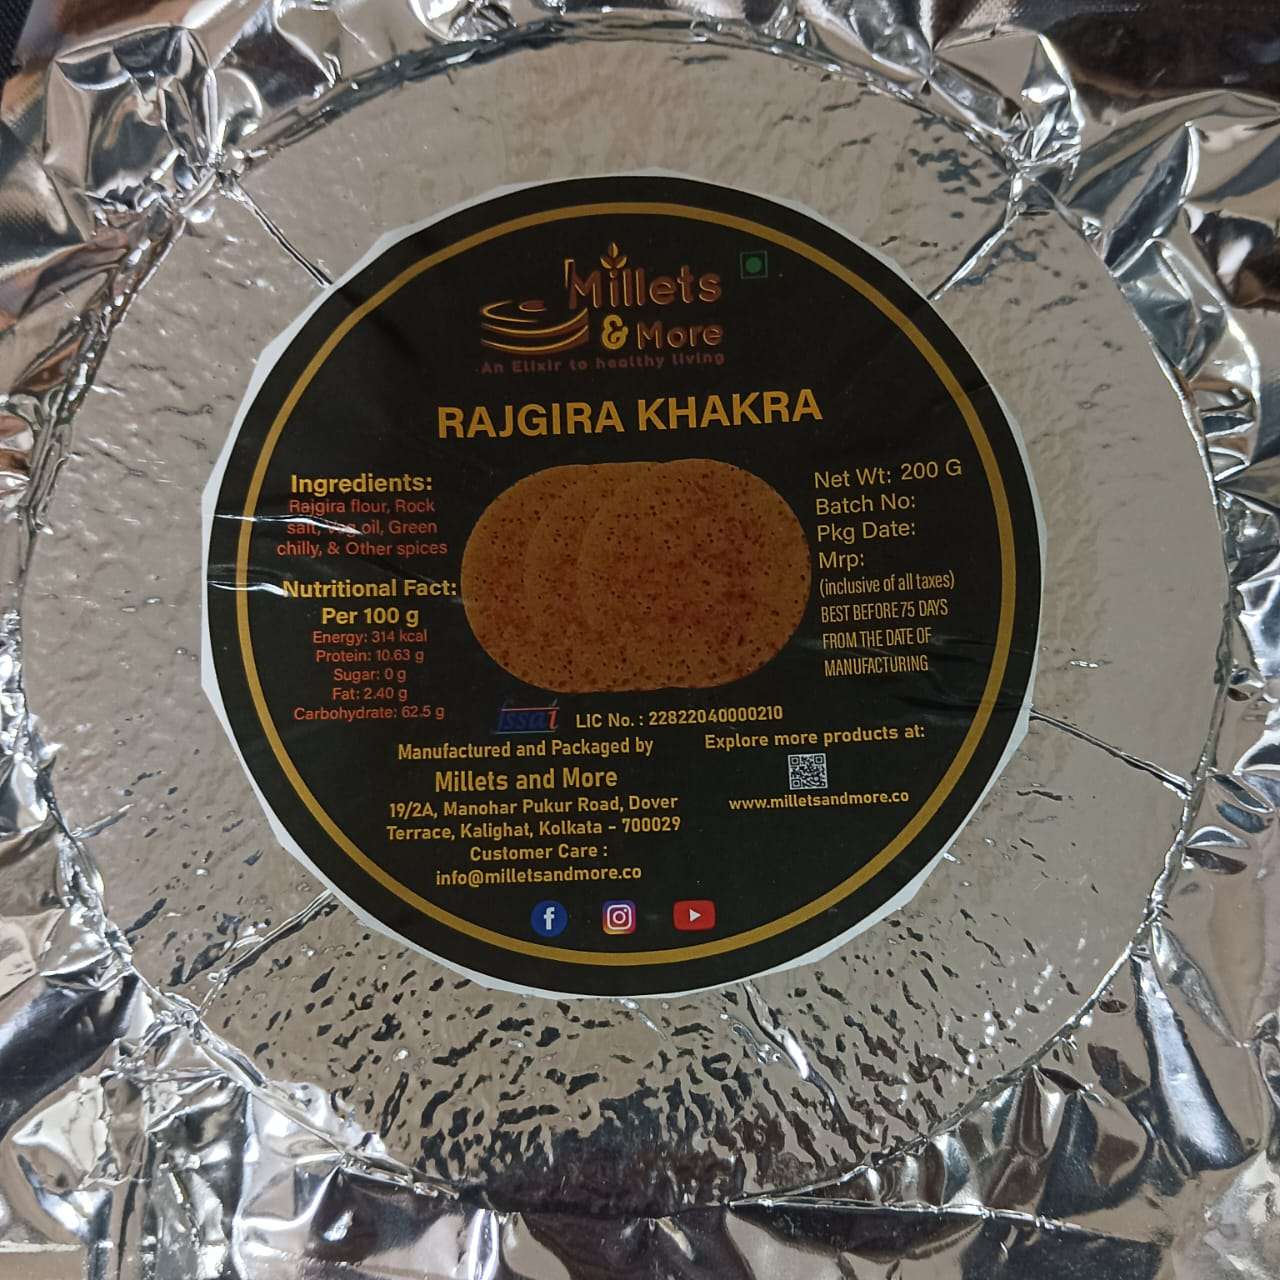 Millets
& More
An Elixir to healthy living
RAJGIRA KHAKRA
Ingredients:
Rajgira flour, Rock
salt, Veg oil, Green
chilly, & Other spices
Nutritional Fact:
Per 100 g
Energy: 314 kcal
Protein: 10.63 g
Sugar: 0 g
Fat: 2.40 g
Carbohydrate: 62.5 g
Net Wt: 200 G
Batch No:
Pkg Date:
Mrp:
(inclusive of all taxes)
BEST BEFORE 75 DAYS
FROM THE DATE OF
MANUFACTURING
fssai LIC No. : 22822040000210
Manufactured and Packaged by
Millets and More
19/2A, Manohar Pukur Road, Dover
Terrace, Kalighat, Kolkata - 700029
Customer Care :
info@milletsandmore.co
Explore more products at:
www.milletsandmore.co